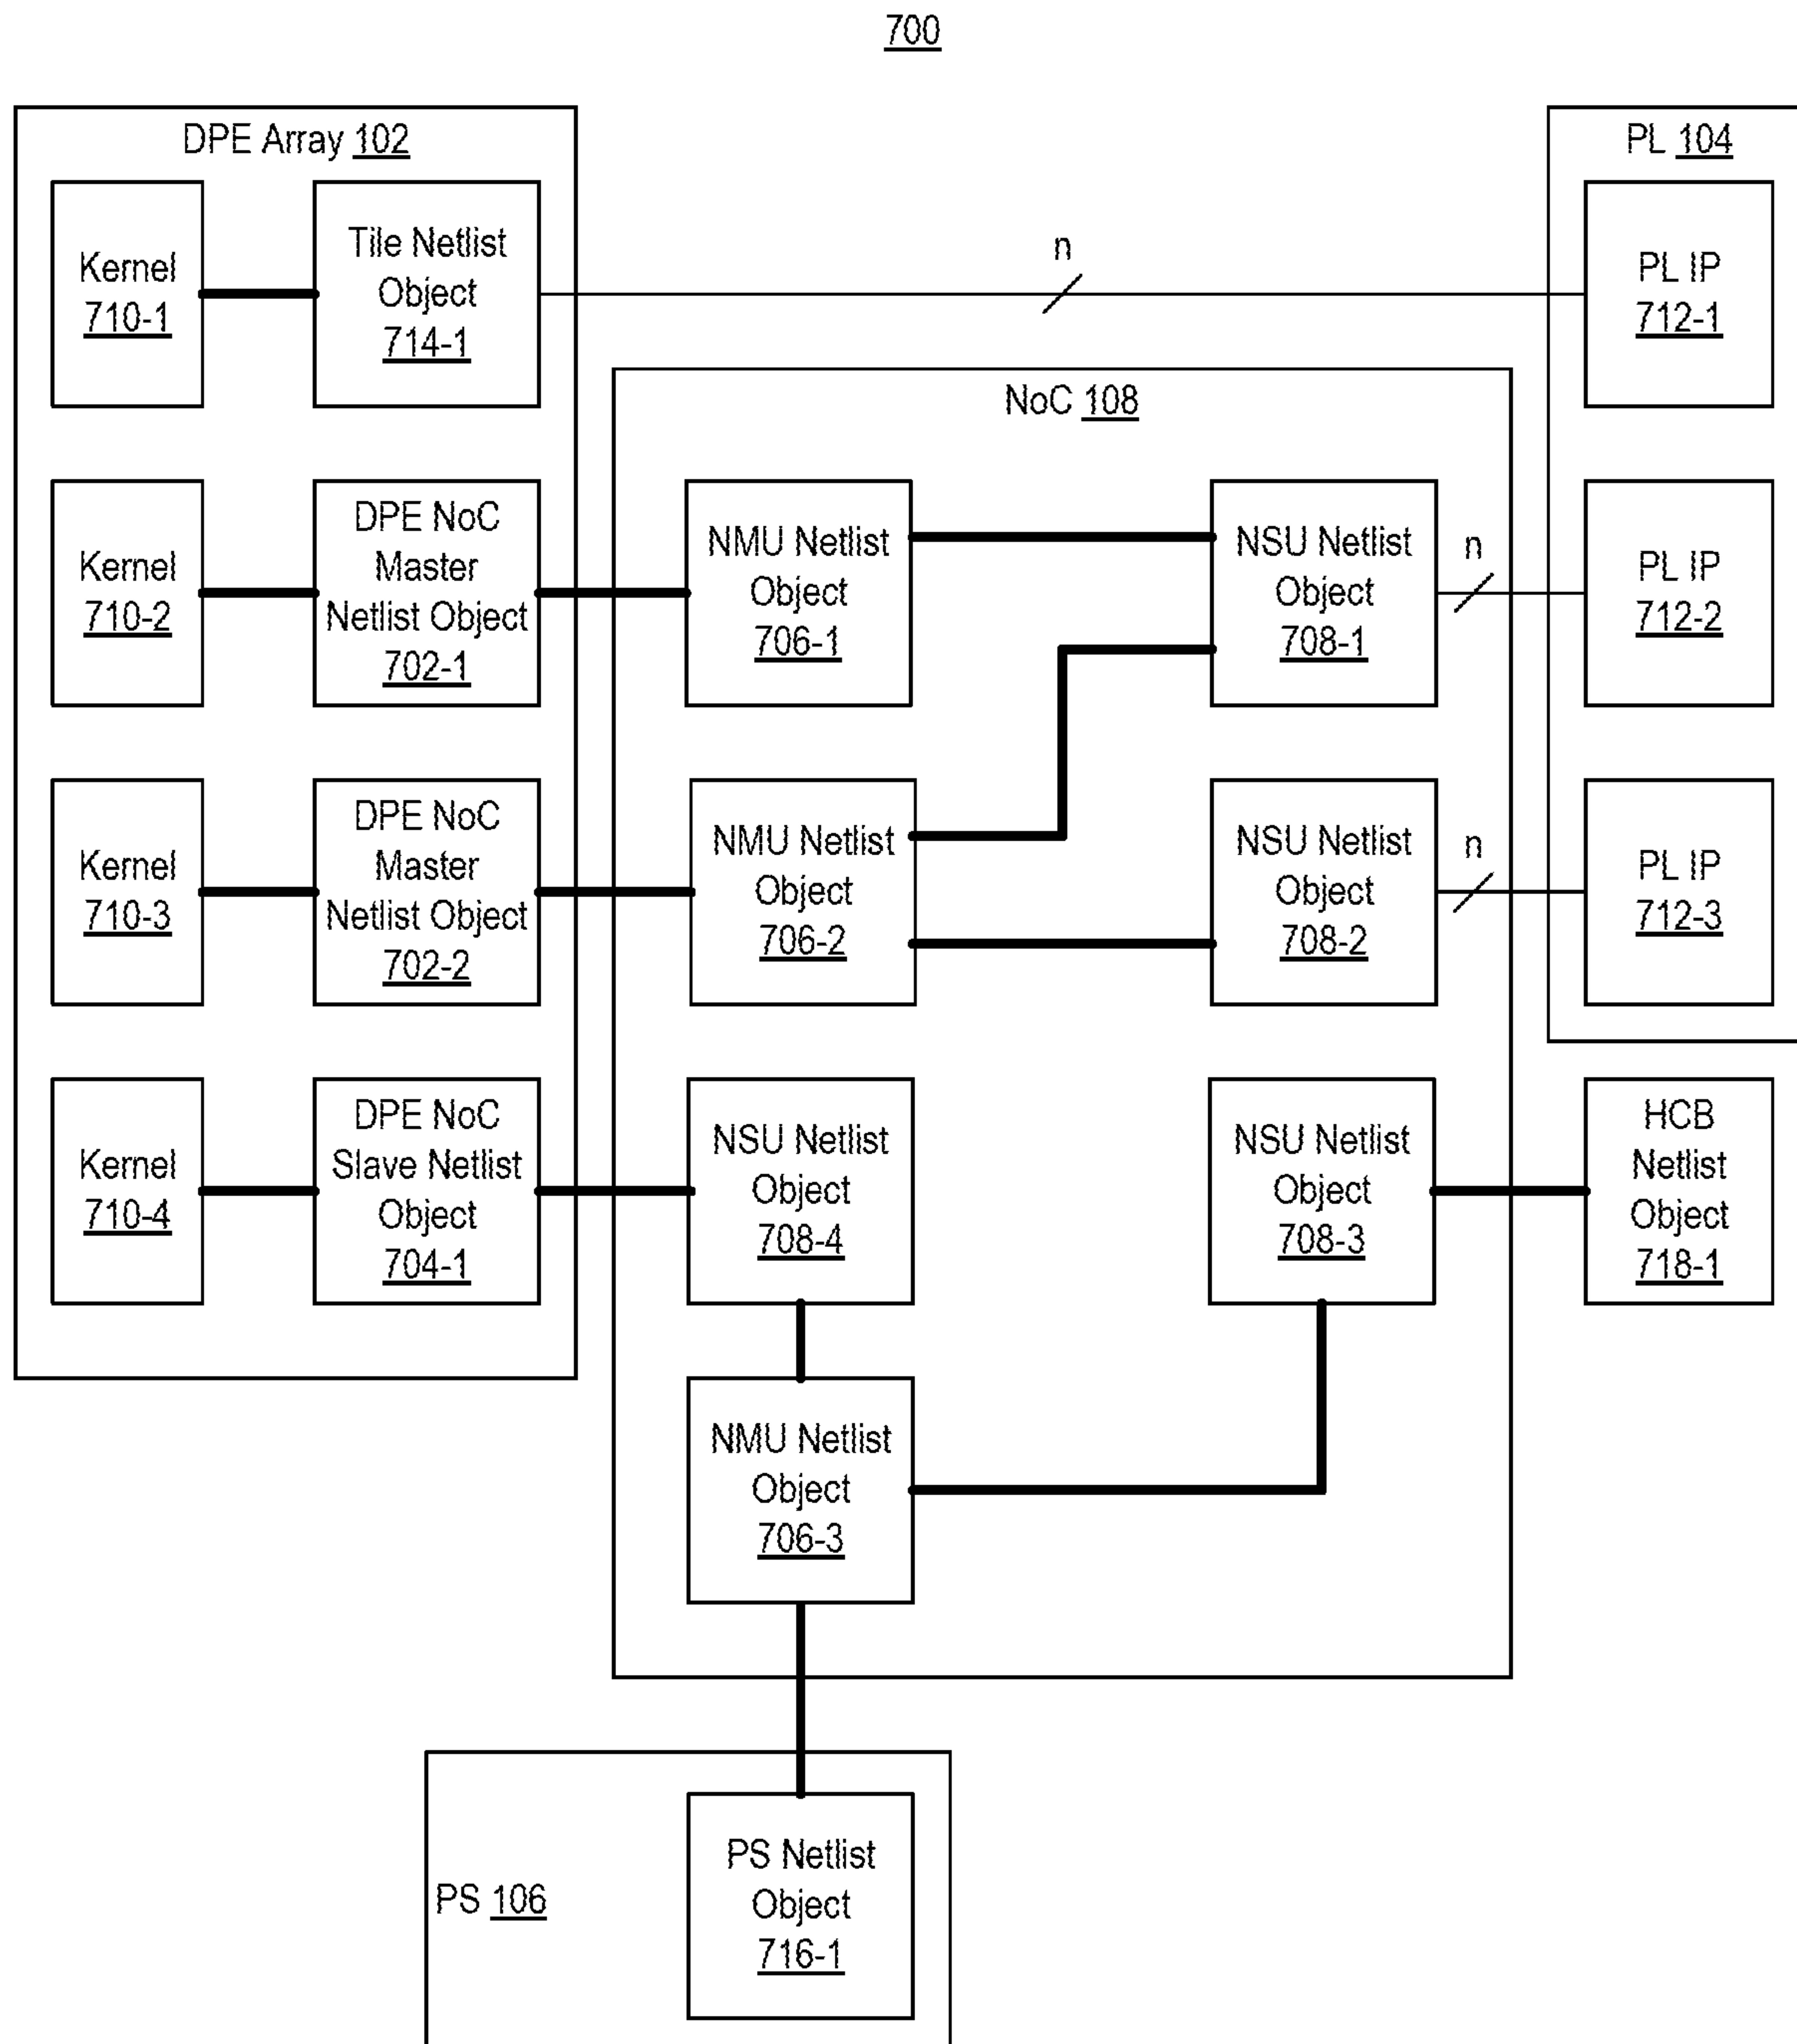 700
DPE Array 102
PL 104
Kernel
710-1
Tile Netlist
Object
714-1
n
PL IP
712-1
NoC 108
Kernel
710-2
DPE NoC
Master
Netlist Object
702-1
NMU Netlist
Object
706-1
NSU Netlist
Object
708-1
n
PL IP
712-2
Kernel
710-3
DPE NoC
Master
Netlist Object
702-2
NMU Netlist
Object
706-2
NSU Netlist
Object
708-2
n
PL IP
712-3
Kernel
710-4
DPE NoC
Slave Netlist
Object
704-1
NSU Netlist
Object
708-4
NSU Netlist
Object
708-3
HCB
Netlist
Object
718-1
NMU Netlist
Object
706-3
PS 106
PS Netlist
Object
716-1